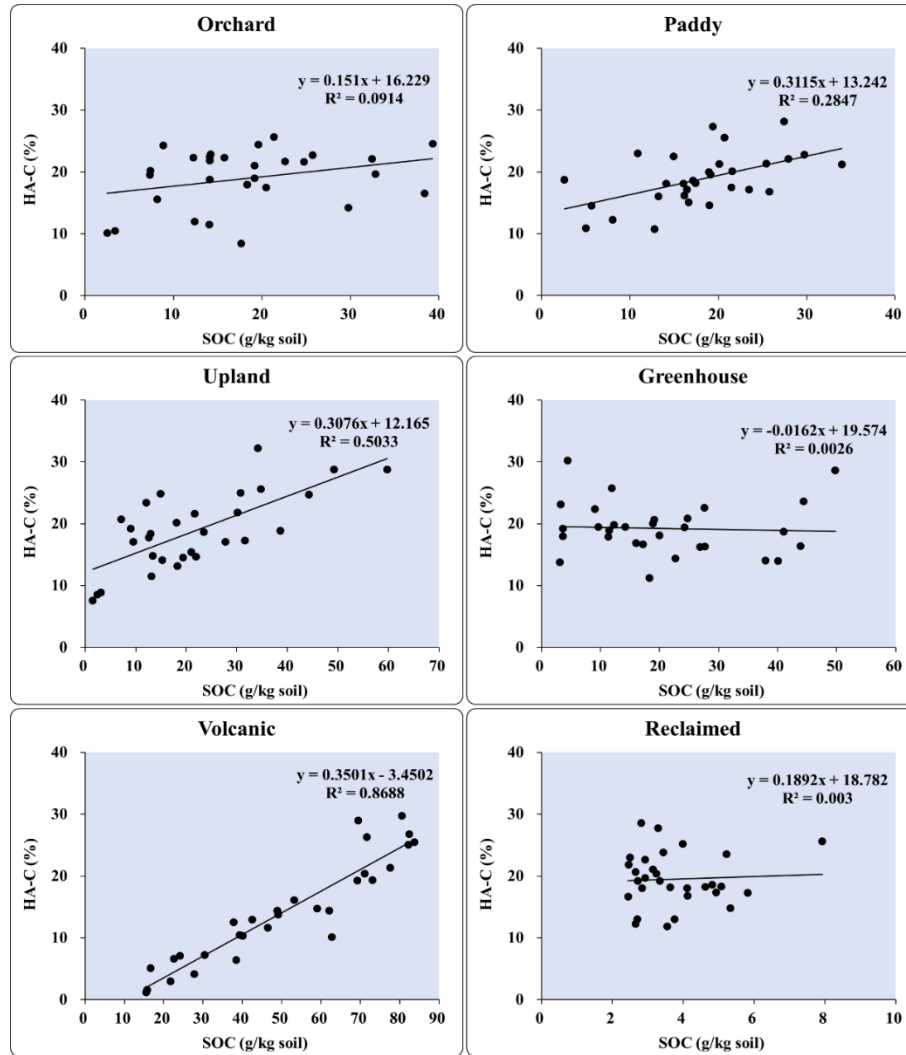 Orchard
40
30
20
10
0
HA-C (%)
y = 0.151x + 16.229
R² = 0.0914
0 10 20 30 40
SOC (g/kg soil)
Paddy
40
30
20
10
0
HA-C (%)
y = 0.3115x + 13.242
R² = 0.2847
0 10 20 30 40
SOC (g/kg soil)
Upland
40
30
20
10
0
HA-C (%)
y = 0.3076x + 12.165
R² = 0.5033
0 10 20 30 40 50 60 70
SOC (g/kg soil)
Greenhouse
40
30
20
10
0
HA-C (%)
y = -0.0162x + 19.574
R² = 0.0026
0 10 20 30 40 50 60
SOC (g/kg soil)
Volcanic
40
30
20
10
0
HA-C (%)
y = 0.3501x - 3.4502
R² = 0.8688
0 10 20 30 40 50 60 70 80 90
SOC (g/kg soil)
Reclaimed
40
30
20
10
0
HA-C (%)
y = 0.1892x + 18.782
R² = 0.003
0 2 4 6 8 10
SOC (g/kg soil)